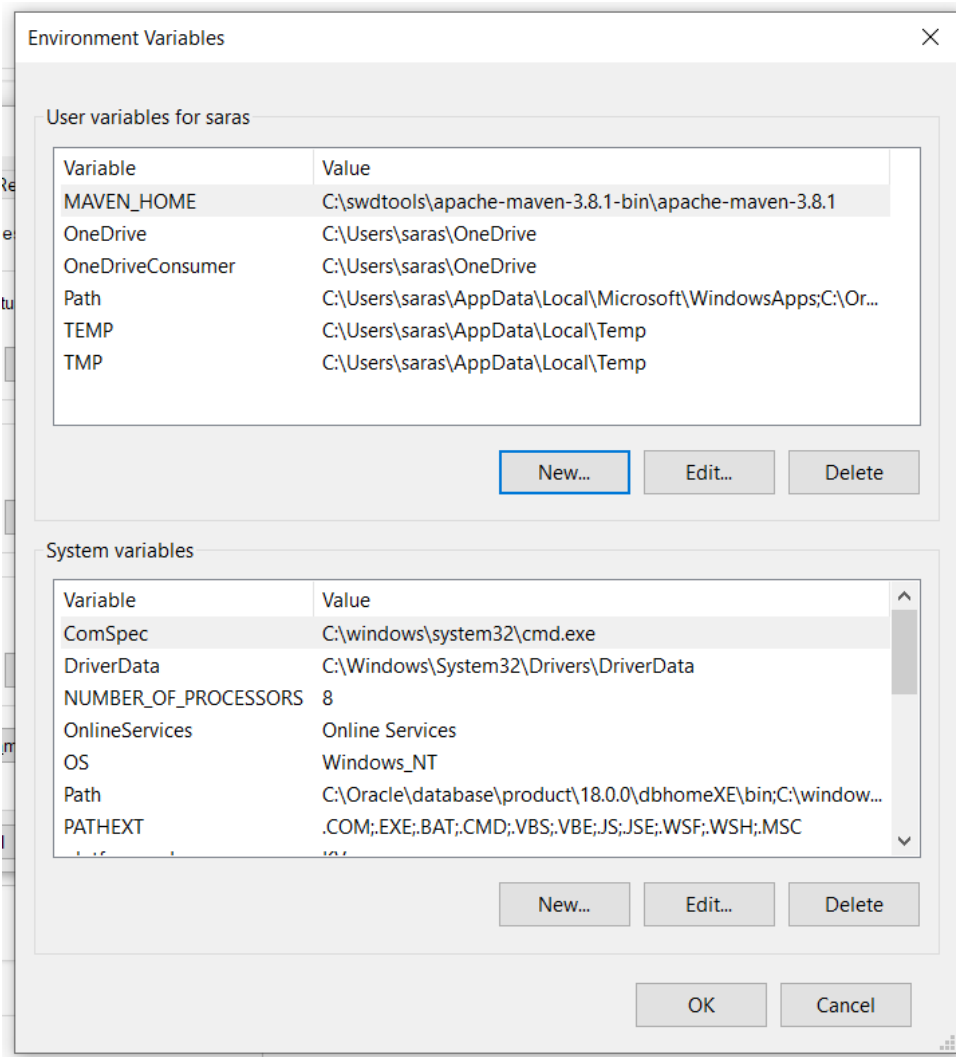 Environment Variables
User variables for saras
Variable Value
MAVEN_HOME C:\swdtools\apache-maven-3.8.1-bin\apache-maven-3.8.1
OneDrive C:\Users\saras\OneDrive
OneDriveConsumer C:\Users\saras\OneDrive
Path C:\Users\saras\AppData\Local\Microsoft\WindowsApps;C:\Or...
TEMP C:\Users\saras\AppData\Local\Temp
TMP C:\Users\saras\AppData\Local\Temp
New... Edit... Delete
System variables
Variable Value
ComSpec C:\windows\system32\cmd.exe
DriverData C:\Windows\System32\Drivers\DriverData
NUMBER_OF_PROCESSORS 8
OnlineServices Online Services
OS Windows_NT
Path C:\Oracle\database\product\18.0.0\dbhomeXE\bin;C:\window...
PATHEXT .COM;.EXE;.BAT;.CMD;.VBS;.VBE;.JS;.JSE;.WSF;.WSH;.MSC
New... Edit... Delete
OK Cancel